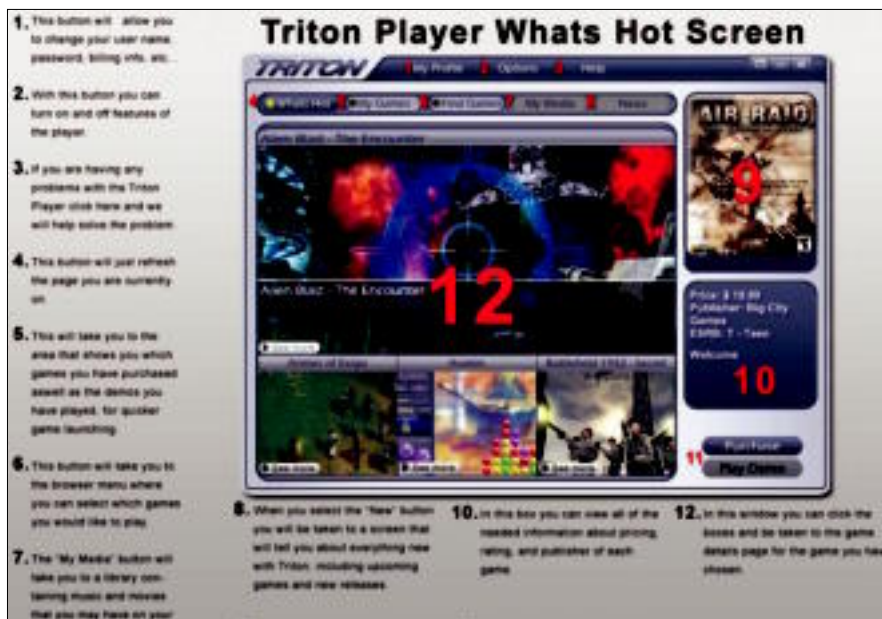 Triton Player Whats Hot Screen
1. This button will allow you
to change your user name
password, billing info, etc...
2. With this button you can
turn on and off features of
the player.
3. If you are having any
problems with the Triton
Player click here and we
will help solve the problem
4. This button will just refresh
the page you are currently
on.
5. This will take you to the
area that shows you which
games you have purchased
aswell as the demos you
have played, for quicker
game launching.
6. This button will take you to
the browser menu where
you can select which games
you would like to play.
7. The "My Media" button will
take you to a library con-
taining music and movies
that you may have on your
TRITON
My Profile
Options
Help
Whats Hot
My Games
Find Games
7 My Media
8 News
Alien Blast - The Encounter
Alien Blast - The Encounter
12
See more
See more
See more
See more
AIR RAID
9
Publisher: Big City
Games
ESRB: T - Teen
Welcome
10
11
Purchase
Play Demo
8. When you select the "New" button
you will be taken to a screen that
will tell you about everything new
with Triton, including upcoming
games and new releases.
10. In this box you can view all of the
needed information about pricing,
rating, and publisher of each
game.
12. In this window you can click the
boxes and be taken to the game
details page for the game you have
chosen.